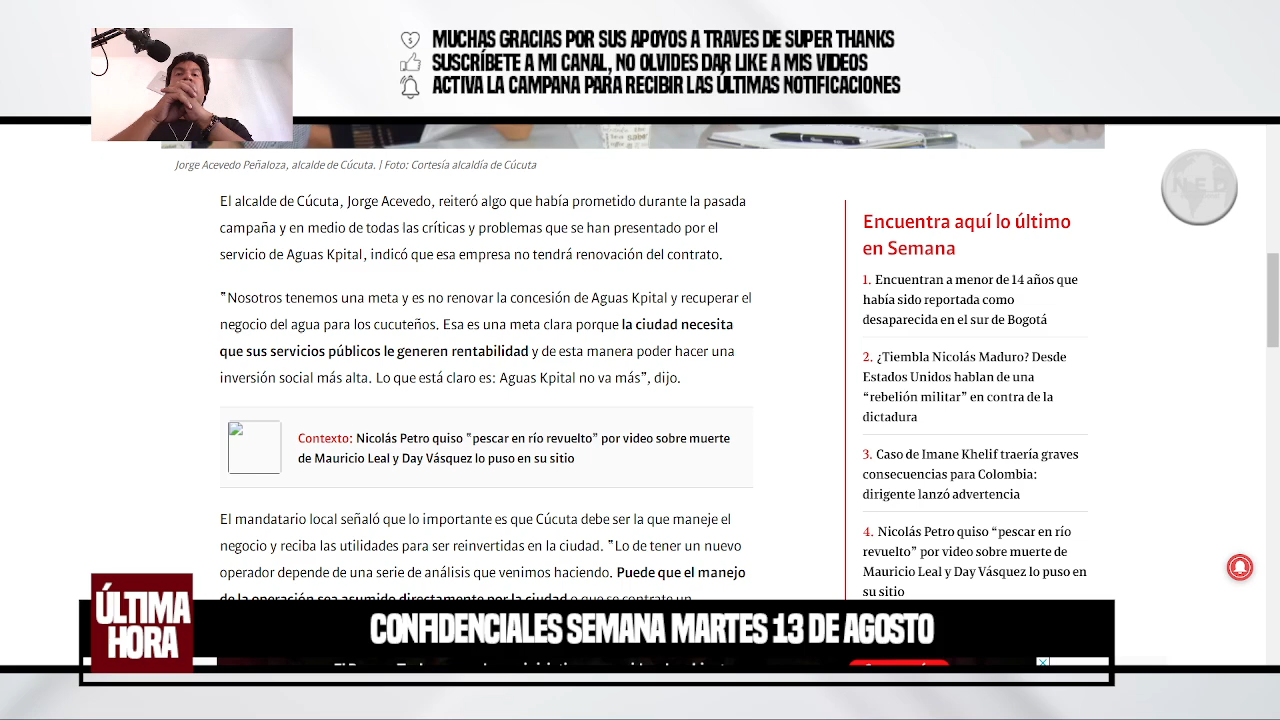 MUCHAS GRACIAS POR SUS APOYOS A TRAVES DE SUPER THANKS
SUSCRÍBETE A MI CANAL, NO OLVIDES DAR LIKE A MIS VIDEOS
ACTIVA LA CAMPANA PARA RECIBIR LAS ÚLTIMAS NOTIFICACIONES
Jorge Acevedo Peñaloza, alcalde de Cúcuta. | Foto: Cortesía alcaldía de Cúcuta
El alcalde de Cúcuta, Jorge Acevedo, reiteró algo que había prometido durante la pasada
campaña y en medio de todas las críticas y problemas que se han presentado por el
servicio de Aguas Kpital, indicó que esa empresa no tendrá renovación del contrato.
"Nosotros tenemos una meta y es no renovar la concesión de Aguas Kpital y recuperar el
negocio del agua para los cucuteños. Esa es una meta clara porque la ciudad necesita
que sus servicios públicos le generen rentabilidad y de esta manera poder hacer una
inversión social más alta. Lo que está claro es: Aguas Kpital no va más”, dijo.
Contexto: Nicolás Petro quiso “pescar en río revuelto” por video sobre muerte
de Mauricio Leal y Day Vásquez lo puso en su sitio
El mandatario local señaló que lo importante es que Cúcuta debe ser la que maneje el
negocio y reciba las utilidades para ser reinvertidas en la ciudad. “Lo de tener un nuevo
operador depende de una serie de análisis que venimos haciendo. Puede que el manejo
de la operación sea asumido directamente por la ciudad o que se contrate un
Encuentra aquí lo último
en Semana
1. Encuentran a menor de 14 años que
había sido reportada como
desaparecida en el sur de Bogotá
2. ¿Tiembla Nicolás Maduro? Desde
Estados Unidos hablan de una
“rebelión militar” en contra de la
dictadura
3. Caso de Imane Khelif traería graves
consecuencias para Colombia:
dirigente lanzó advertencia
4. Nicolás Petro quiso “pescar en río
revuelto” por video sobre muerte de
Mauricio Leal y Day Vásquez lo puso en
su sitio
N.E.D
ÚLTIMA
HORA
CONFIDENCIALES SEMANA MARTES 13 DE AGOSTO